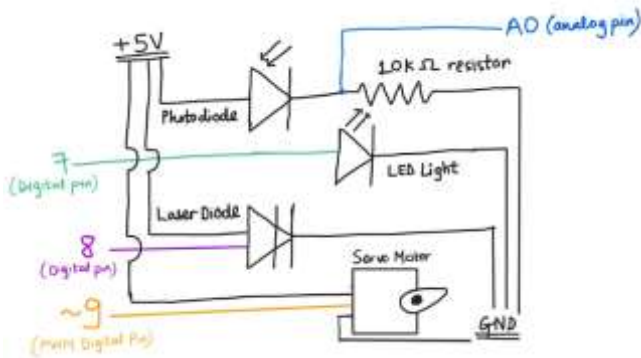 +5V
A0 (analog pin)
10K Ω resistor
Photodiode
7
(Digital pin)
LED Light
Laser Diode
8
(Digital pin)
Servo Motor
~9
(PWM Digital Pin)
GND